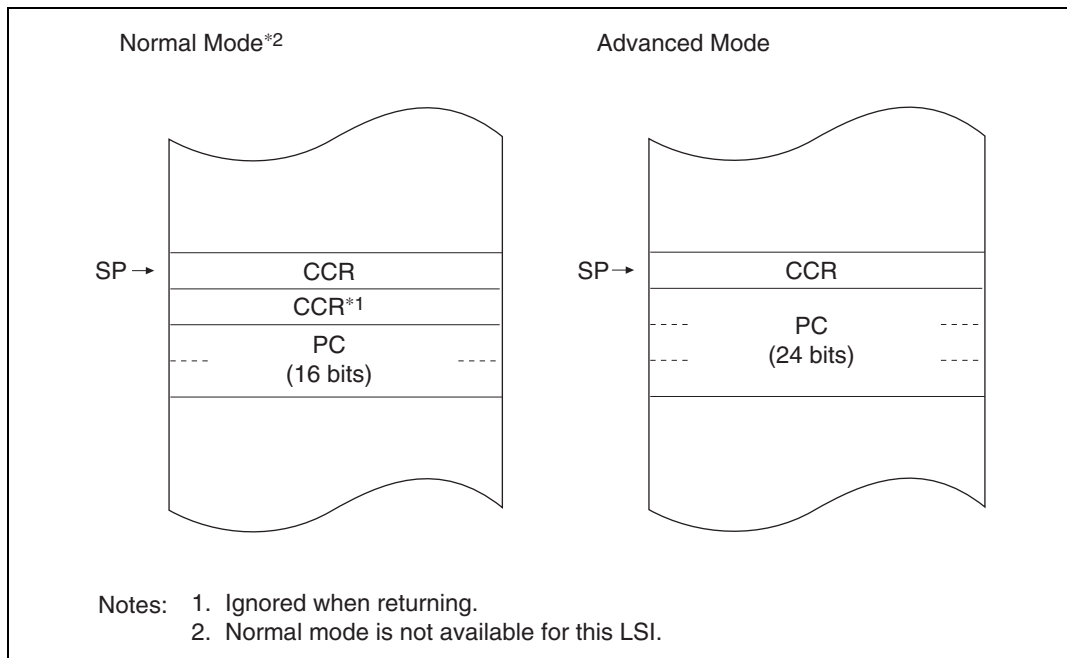 Normal Mode*2
Advanced Mode
SP→
CCR
CCR*1
PC
(16 bits)
SP→
CCR
PC
(24 bits)
Notes: 1. Ignored when returning.
2. Normal mode is not available for this LSI.